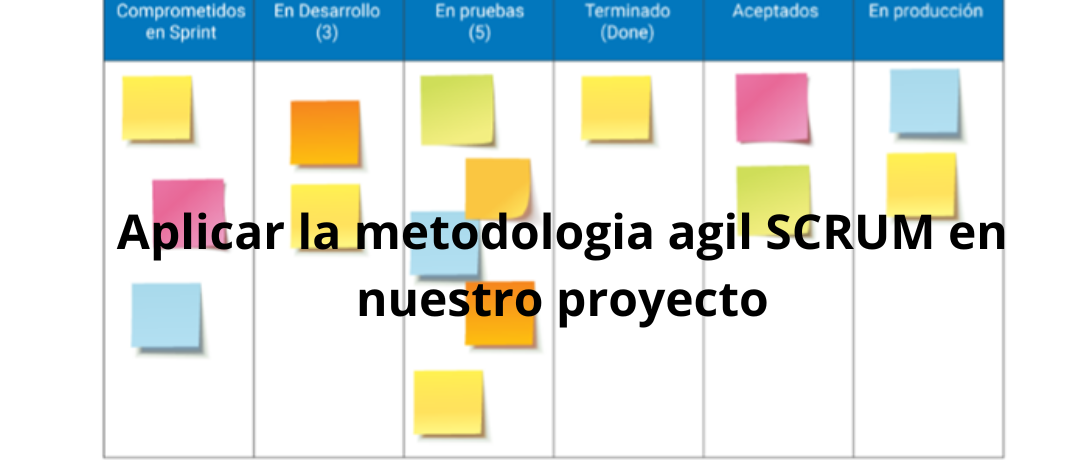 Comprometidos
en Sprint
En Desarrollo
(3)
En pruebas
(5)
Terminado
(Done)
Aceptados
En producción
Aplicar la metodologia agil SCRUM en
nuestro proyecto